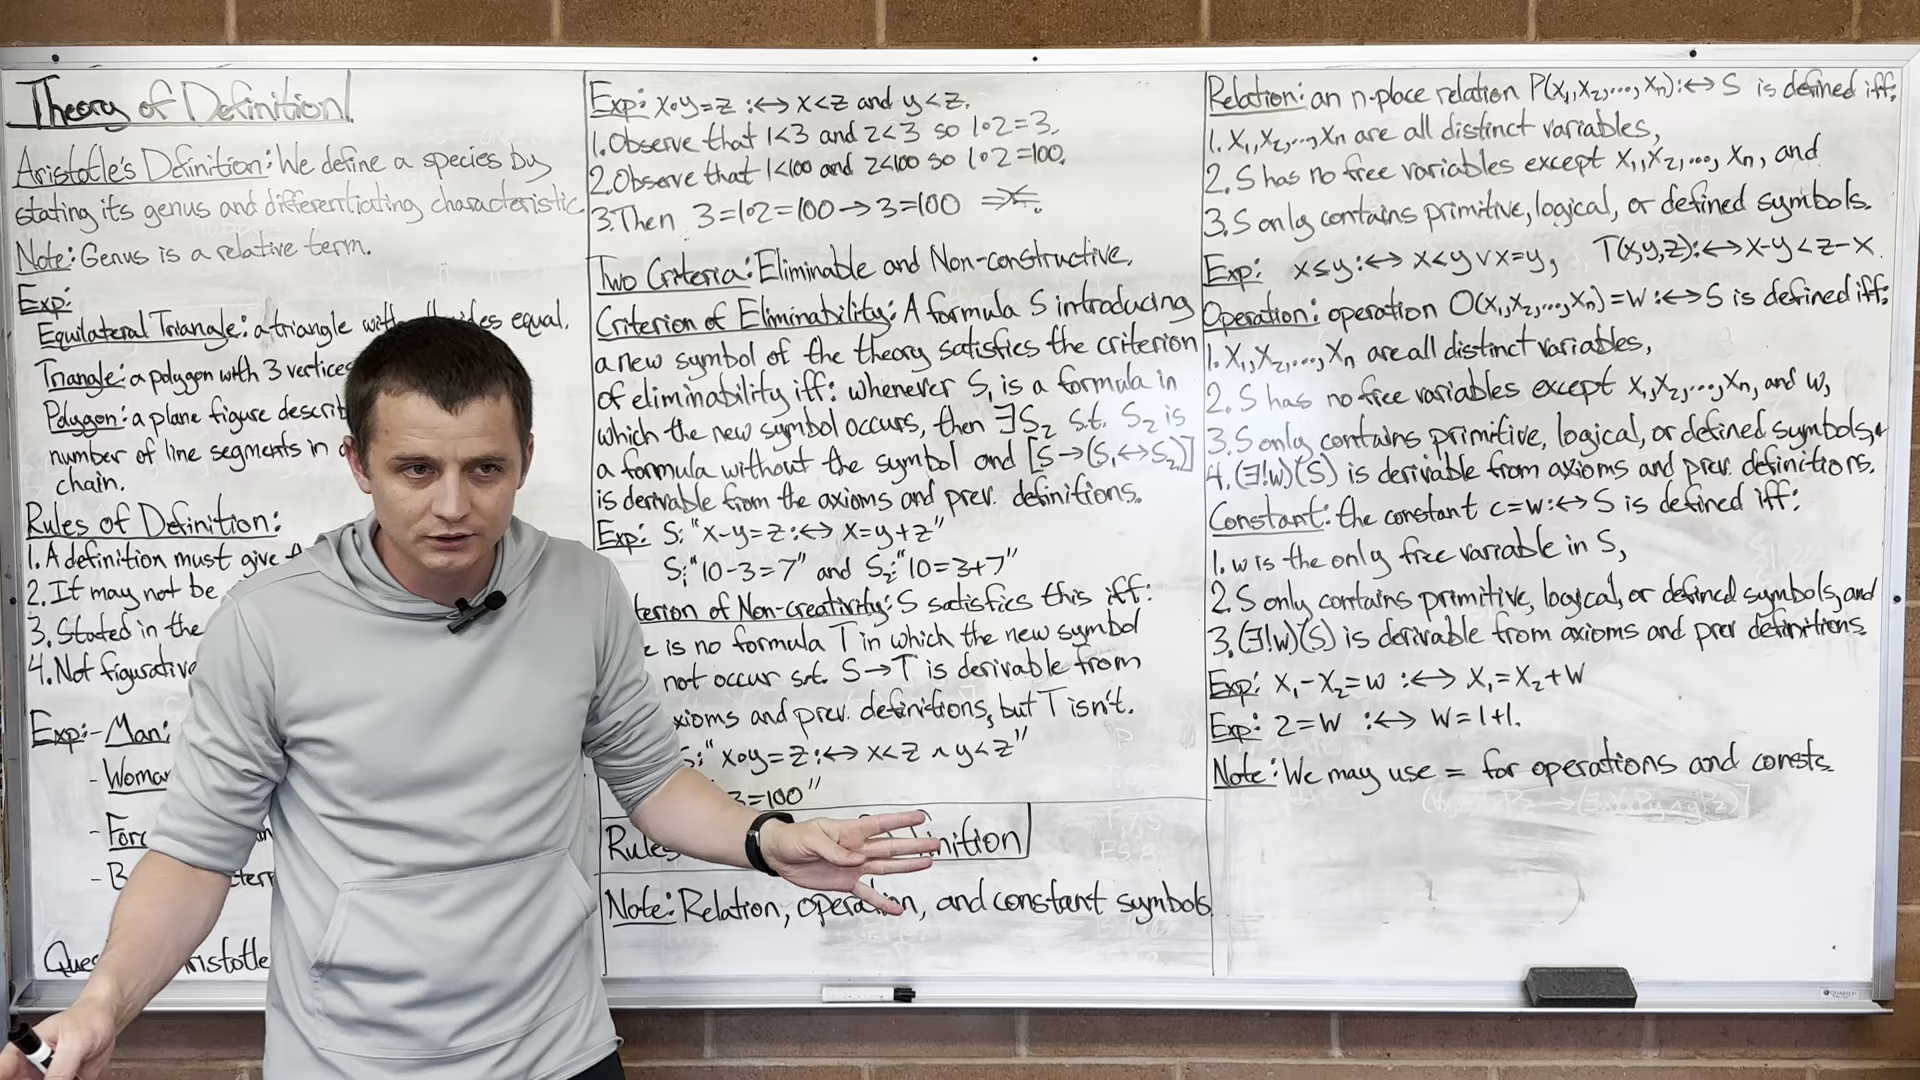 Theory of Definition
Aristotle's Definition: We define a species by
stating its genus and differentiating characteristic.
Note: Genus is a relative term.
Exp:
Equilateral Triangle: a triangle with sides equal.
Triangle: a polygon with 3 vertices
Polygon: a plane figure
number of line segments in
chain.
Rules of Definition:
1. A definition must give
2. It may not be
3. Stated in the
4. Not figurative
Exp: - Man:
- Woman
-
-
Exp: x∘y=z :↔ x<z and y<z.
1. Observe that 1<3 and 2<3 so 1∘2=3.
2. Observe that 1<100 and 2<100 so 1∘2=100.
3. Then 3=1∘2=100→3=100 ⇒⇐.
Two Criteria: Eliminable and Non-constructive.
Criterion of Eliminability: A formula S introducing
a new symbol of the theory satisfies the criterion
of eliminability iff: whenever S₁ is a formula in
which the new symbol occurs, then ∃S₂ s.t. S₂ is
a formula without the symbol and [S→(S₁↔S₂)]
is derivable from the axioms and prev. definitions.
Exp: S: "x-y=z :↔ x=y+z"
S₁: "10-3=7" and S₂: "10=3+7"
of Non-creativity: S satisfies this iff:
is no formula T in which the new symbol
not occur s.t. S→T is derivable from
and prev. definitions, but T isn't.
S: "x∘y=z :↔ x<z ∧ y<z"
3=100"
Rules
Note: Relation, operation, and constant symbols
Relation: an n-place relation P(x₁,x₂,...,xₙ) :↔ S is defined iff:
1. x₁,x₂,...,xₙ are all distinct variables,
2. S has no free variables except x₁,x₂,..., xₙ, and
3. S only contains primitive, logical, or defined symbols.
Exp: x≤y :↔ x<y ∨ x=y, T(x,y,z) :↔ x-y<z-x.
Operation: operation O(x₁,x₂,...,xₙ)=w :↔ S is defined iff:
1. x₁,x₂,...,xₙ are all distinct variables,
2. S has no free variables except x₁,x₂,...,xₙ, and w,
3. S only contains primitive, logical, or defined symbols, +
4. (∃!w)(S) is derivable from axioms and prev. definitions.
Constant: the constant c=w :↔ S is defined iff:
1. w is the only free variable in S,
2. S only contains primitive, logical, or defined symbols, and
3. (∃!w)(S) is derivable from axioms and prev definitions.
Exp: x₁-x₂=w :↔ x₁=x₂+w
Exp: 2=w :↔ w=1+1.
Note: We may use = for operations and consts.